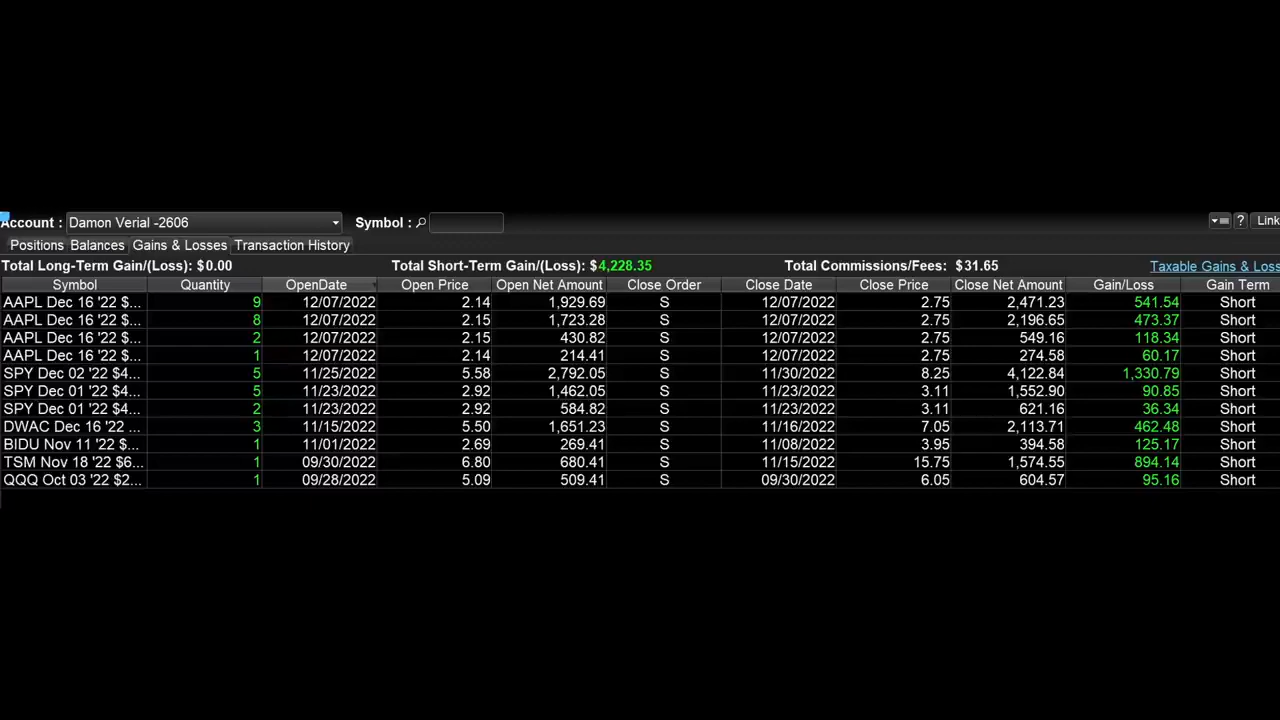 Account : Damon Verial -2606 Symbol : ? Link
Positions Balances Gains & Losses Transaction History
Total Long-Term Gain/(Loss): $0.00 Total Short-Term Gain/(Loss): $4,228.35 Total Commissions/Fees: $31.65 Taxable Gains & Loss
Symbol Quantity OpenDate Open Price Open Net Amount Close Order Close Date Close Price Close Net Amount Gain/Loss Gain Term
AAPL Dec 16 '22 $... 9 12/07/2022 2.14 1,929.69 S 12/07/2022 2.75 2,471.23 541.54 Short
AAPL Dec 16 '22 $... 8 12/07/2022 2.15 1,723.28 S 12/07/2022 2.75 2,196.65 473.37 Short
AAPL Dec 16 '22 $... 2 12/07/2022 2.15 430.82 S 12/07/2022 2.75 549.16 118.34 Short
AAPL Dec 16 '22 $... 1 12/07/2022 2.14 214.41 S 12/07/2022 2.75 274.58 60.17 Short
SPY Dec 02 '22 $4... 5 11/25/2022 5.58 2,792.05 S 11/30/2022 8.25 4,122.84 1,330.79 Short
SPY Dec 01 '22 $4... 5 11/23/2022 2.92 1,462.05 S 11/23/2022 3.11 1,552.90 90.85 Short
SPY Dec 01 '22 $4... 2 11/23/2022 2.92 584.82 S 11/23/2022 3.11 621.16 36.34 Short
DWAC Dec 16 '22 ... 3 11/15/2022 5.50 1,651.23 S 11/16/2022 7.05 2,113.71 462.48 Short
BIDU Nov 11 '22 $... 1 11/01/2022 2.69 269.41 S 11/08/2022 3.95 394.58 125.17 Short
TSM Nov 18 '22 $6... 1 09/30/2022 6.80 680.41 S 11/15/2022 15.75 1,574.55 894.14 Short
QQQ Oct 03 '22 $2... 1 09/28/2022 5.09 509.41 S 09/30/2022 6.05 604.57 95.16 Short